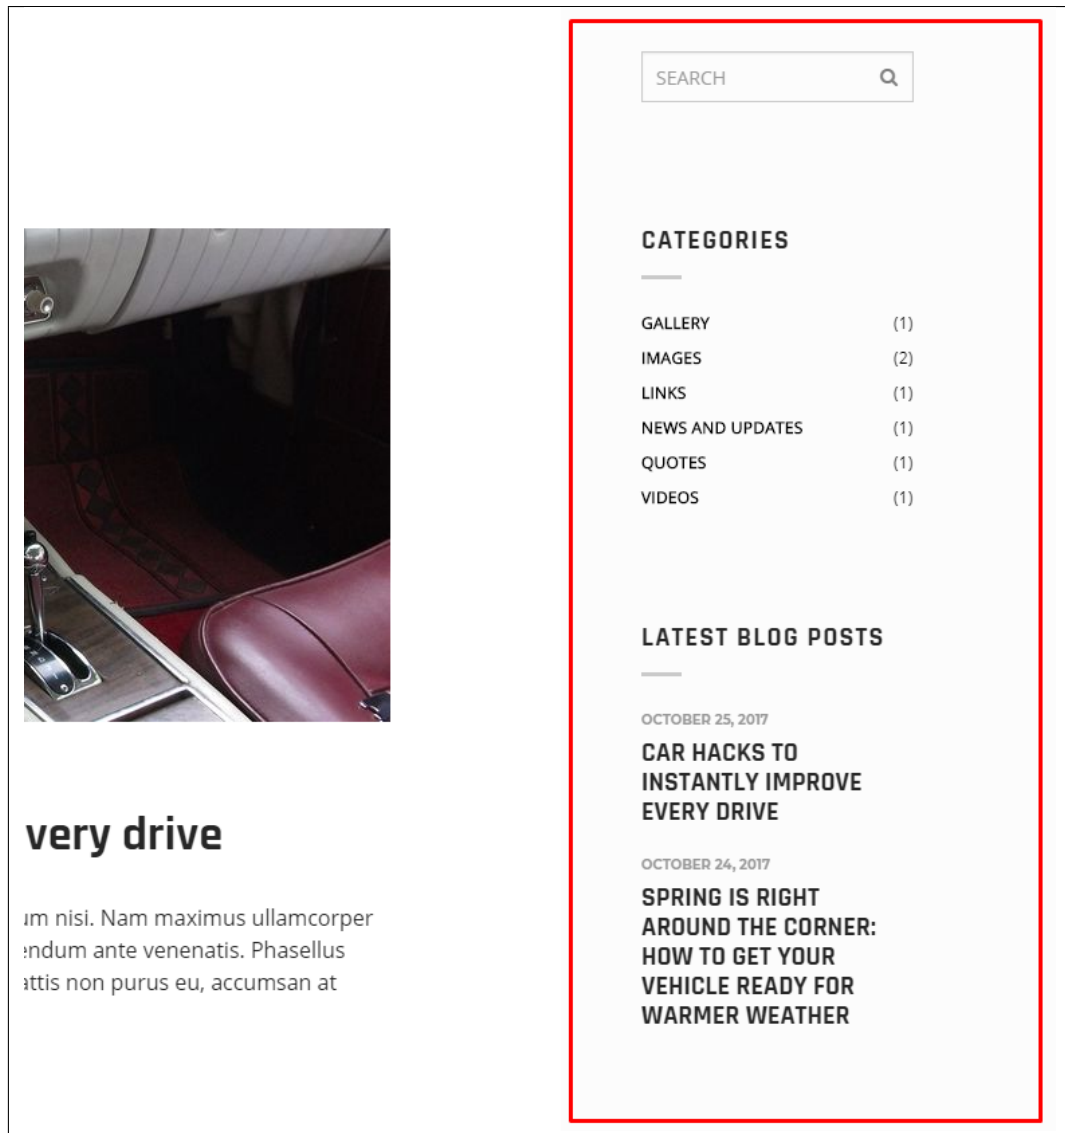 SEARCH
CATEGORIES
GALLERY (1)
IMAGES (2)
LINKS (1)
NEWS AND UPDATES (1)
QUOTES (1)
VIDEOS (1)
LATEST BLOG POSTS
OCTOBER 25, 2017
CAR HACKS TO
INSTANTLY IMPROVE
EVERY DRIVE
OCTOBER 24, 2017
SPRING IS RIGHT
AROUND THE CORNER:
HOW TO GET YOUR
VEHICLE READY FOR
WARMER WEATHER
very drive
um nisi. Nam maximus ullamcorper
endum ante venenatis. Phasellus
attis non purus eu, accumsan at